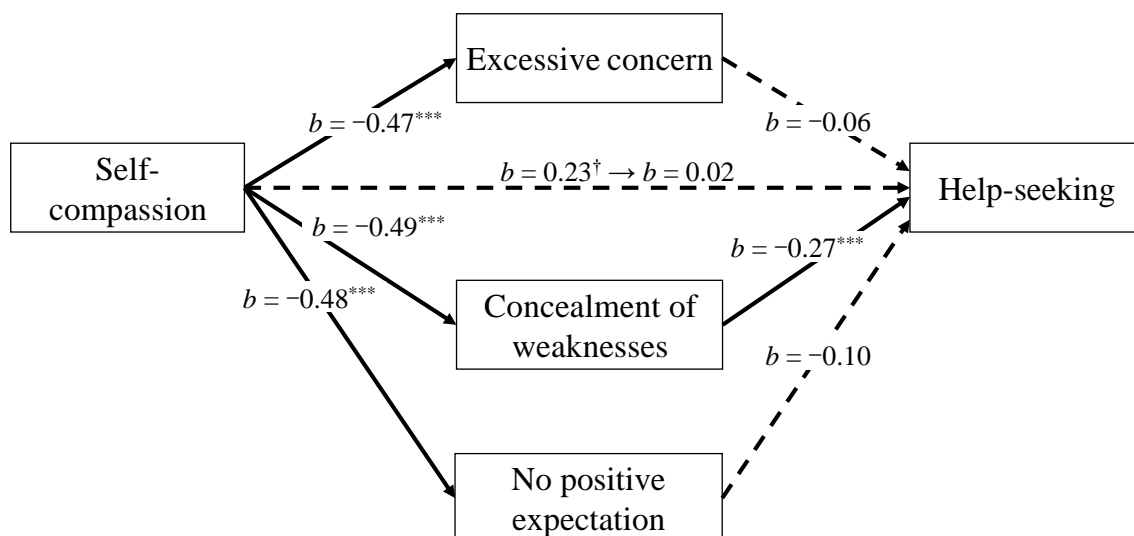 Excessive concern
b = −0.47***
b = −0.06
Self-
compassion
b = 0.23† → b = 0.02
Help-seeking
b = −0.49***
b = −0.27***
b = −0.48***
Concealment of
weaknesses
b = −0.10
No positive
expectation